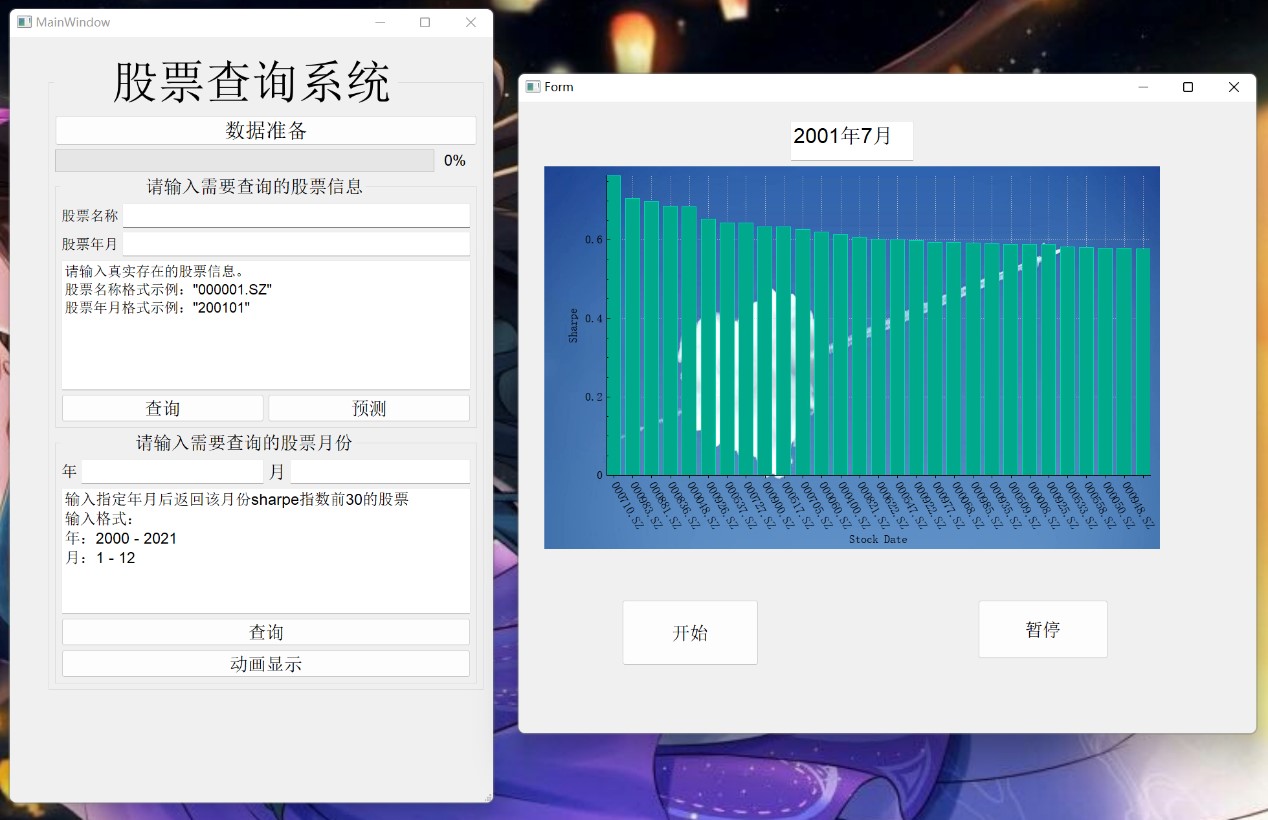 MainWindow
股票查询系统
数据准备
0%
请输入需要查询的股票信息
股票名称
股票年月
请输入真实存在的股票信息。
股票名称格式示例："000001.SZ"
股票年月格式示例："200101"
查询
预测
请输入需要查询的股票月份
年
月
输入指定年月后返回该月份sharpe指数前30的股票
输入格式：
年：2000 - 2021
月：1 - 12
查询
动画显示
Form
2001年7月
Sharpe
0.6
0.4
0.2
0
000710.SZ
000983.SZ
000881.SZ
000836.SZ
000948.SZ
000926.SZ
000537.SZ
000727.SZ
000900.SZ
000517.SZ
000705.SZ
000060.SZ
000400.SZ
000821.SZ
000622.SZ
000547.SZ
000922.SZ
000977.SZ
000068.SZ
000985.SZ
000935.SZ
000509.SZ
000008.SZ
000925.SZ
000633.SZ
000558.SZ
000050.SZ
000918.SZ
Stock Date
开始
暂停